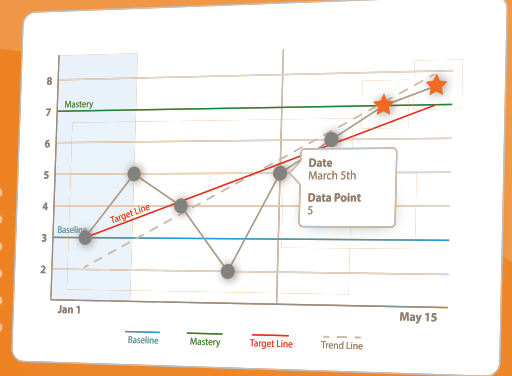 8
Mastery
7
6
Date
March 5th
5
Data Point
5
4
Target Line
Baseline
3
2
Jan 1
May 15
Baseline
Mastery
Target Line
Trend Line